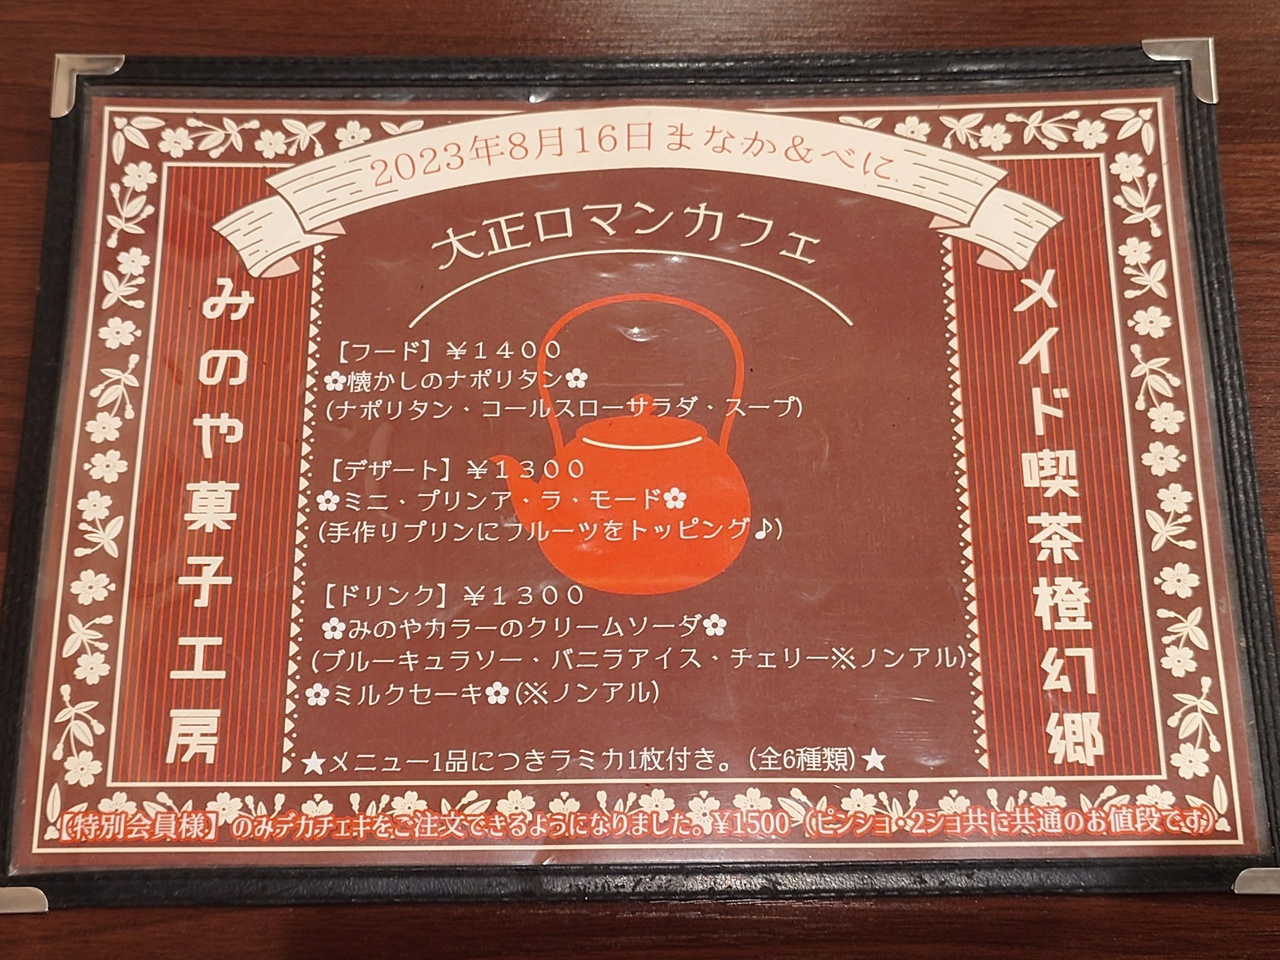 2023年8月16日まなか＆べに
大正ロマンカフェ
みのや菓子工房
メイド喫茶橙幻郷
【フード】￥１４００
✿懐かしのナポリタン✿
(ナポリタン・コールスローサラダ・スープ)
【デザート】￥１３００
✿ミニ・プリンア・ラ・モード✿
(手作りプリンにフルーツをトッピング♪)
【ドリンク】￥１３００
✿みのやカラーのクリームソーダ✿
(ブルーキュラソー・バニラアイス・チェリー※ノンアル)
✿ミルクセーキ✿(※ノンアル)
★メニュー1品につきラミカ1枚付き。(全6種類)★
【特別会員様】のみデカチェキをご注文できるようになりました。¥1500 (ピンショ・2ショ共に共通のお値段です)